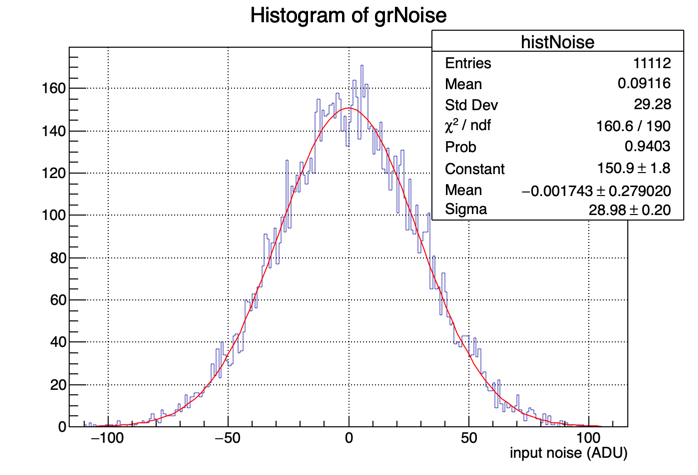 Histogram of grNoise
histNoise
Entries 11112
Mean 0.09116
Std Dev 29.28
χ² / ndf 160.6 / 190
Prob 0.9403
Constant 150.9 ± 1.8
Mean −0.001743 ± 0.279020
Sigma 28.98 ± 0.20
160
140
120
100
80
60
40
20
0
−100 −50 0 50 100
input noise (ADU)